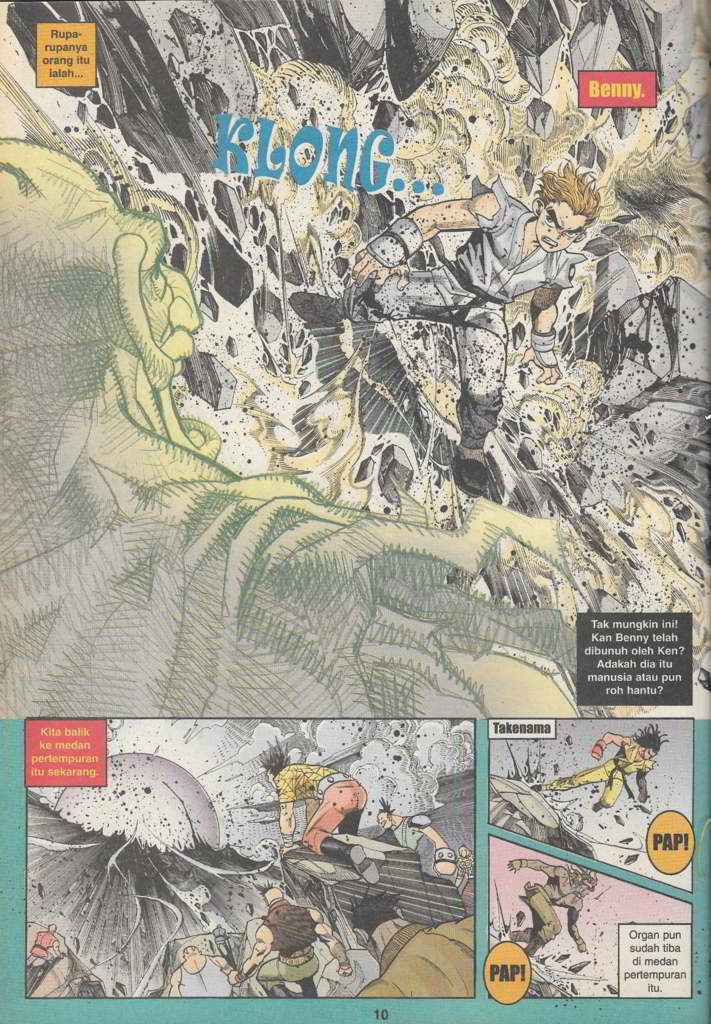 Rupa-
rupanya
orang itu
ialah...
Benny.
KLONG...
Tak mungkin ini!
Kan Benny telah
dibunuh oleh Ken?
Adakah dia itu
manusia atau pun
roh hantu?
Kita balik
ke medan
pertempuran
itu sekarang.
Takenama
PAP!
PAP!
Organ pun
sudah tiba
di medan
pertempuran
itu.
10